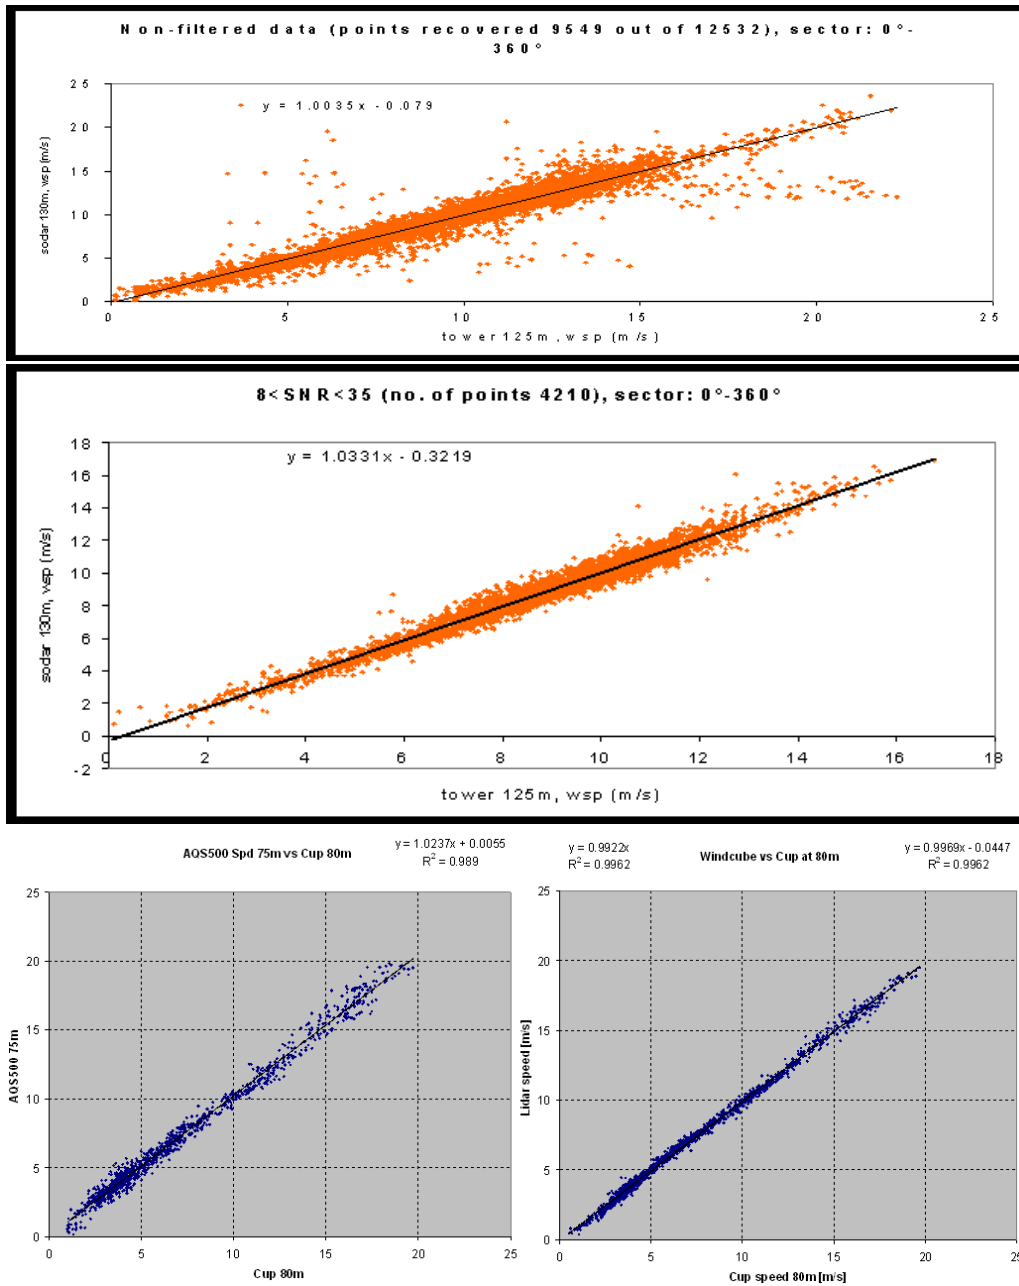 Non-filtered data (points recovered 9549 out of 12532), sector: 0°-
360°
y = 1.0035x - 0.079
25
20
15
10
5
0
sodar 130m, wsp (m/s)
0 5 10 15 20 25
tower 125m, wsp (m/s)
8<SNR<35 (no. of points 4210), sector: 0°-360°
y = 1.0331x - 0.3219
18
16
14
12
10
8
6
4
2
0
-2
sodar 130m, wsp (m/s)
0 2 4 6 8 10 12 14 16 18
tower 125m, wsp (m/s)
AQS500 Spd 75m vs Cup 80m
y = 1.0237x + 0.0055
R² = 0.989
25
20
15
10
5
0
AQS500 75m
0 5 10 15 20 25
Cup 80m
y = 0.9922x
R² = 0.9962
Windcube vs Cup at 80m
y = 0.9969x - 0.0447
R² = 0.9962
25
20
15
10
5
0
Lidar speed [m/s]
0 5 10 15 20 25
Cup speed 80m [m/s]